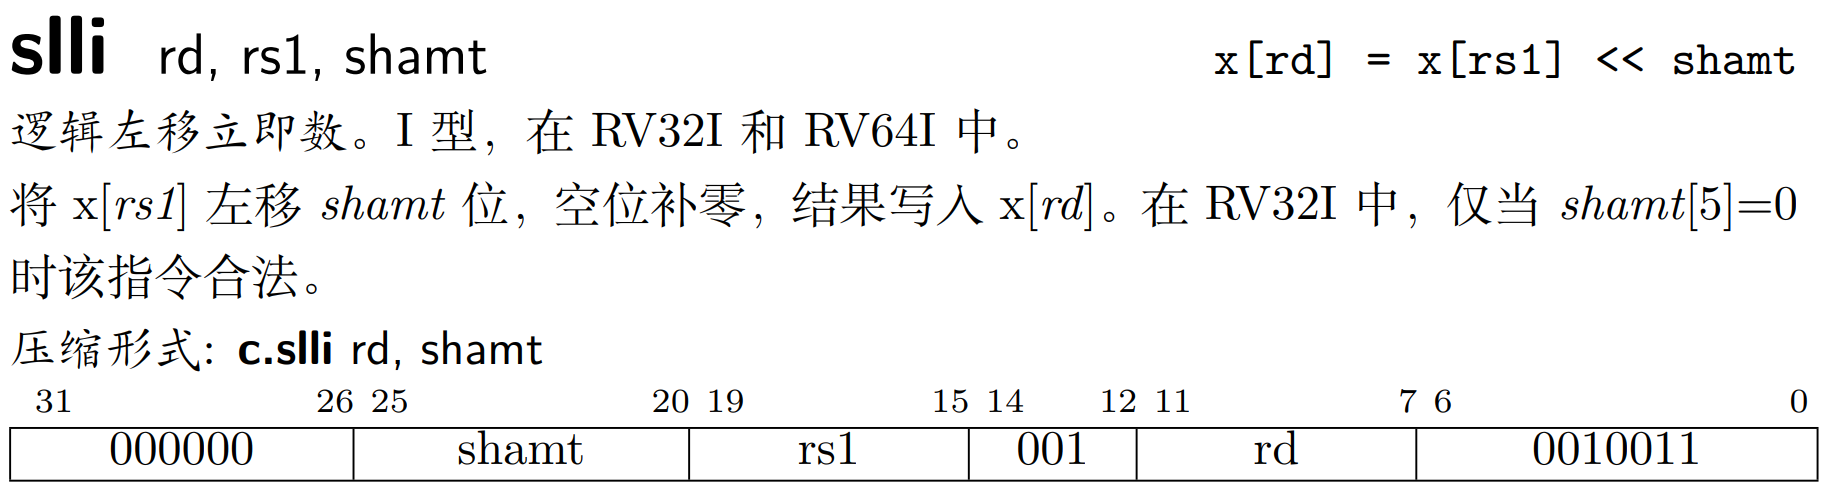 slli rd, rs1, shamt x[rd] = x[rs1] << shamt
逻辑左移立即数。I 型，在 RV32I 和 RV64I 中。
将 x[rs1] 左移 shamt 位，空位补零，结果写入 x[rd]。在 RV32I 中，仅当 shamt[5]=0
时该指令合法。
压缩形式: c.slli rd, shamt
31 26 25 20 19 15 14 12 11 7 6 0
000000 shamt rs1 001 rd 0010011